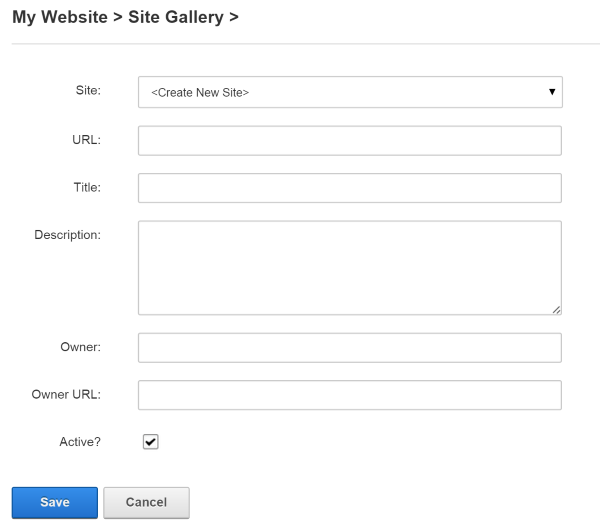 My Website > Site Gallery >
Site:
<Create New Site>
URL:
Title:
Description:
Owner:
Owner URL:
Active?
Save
Cancel